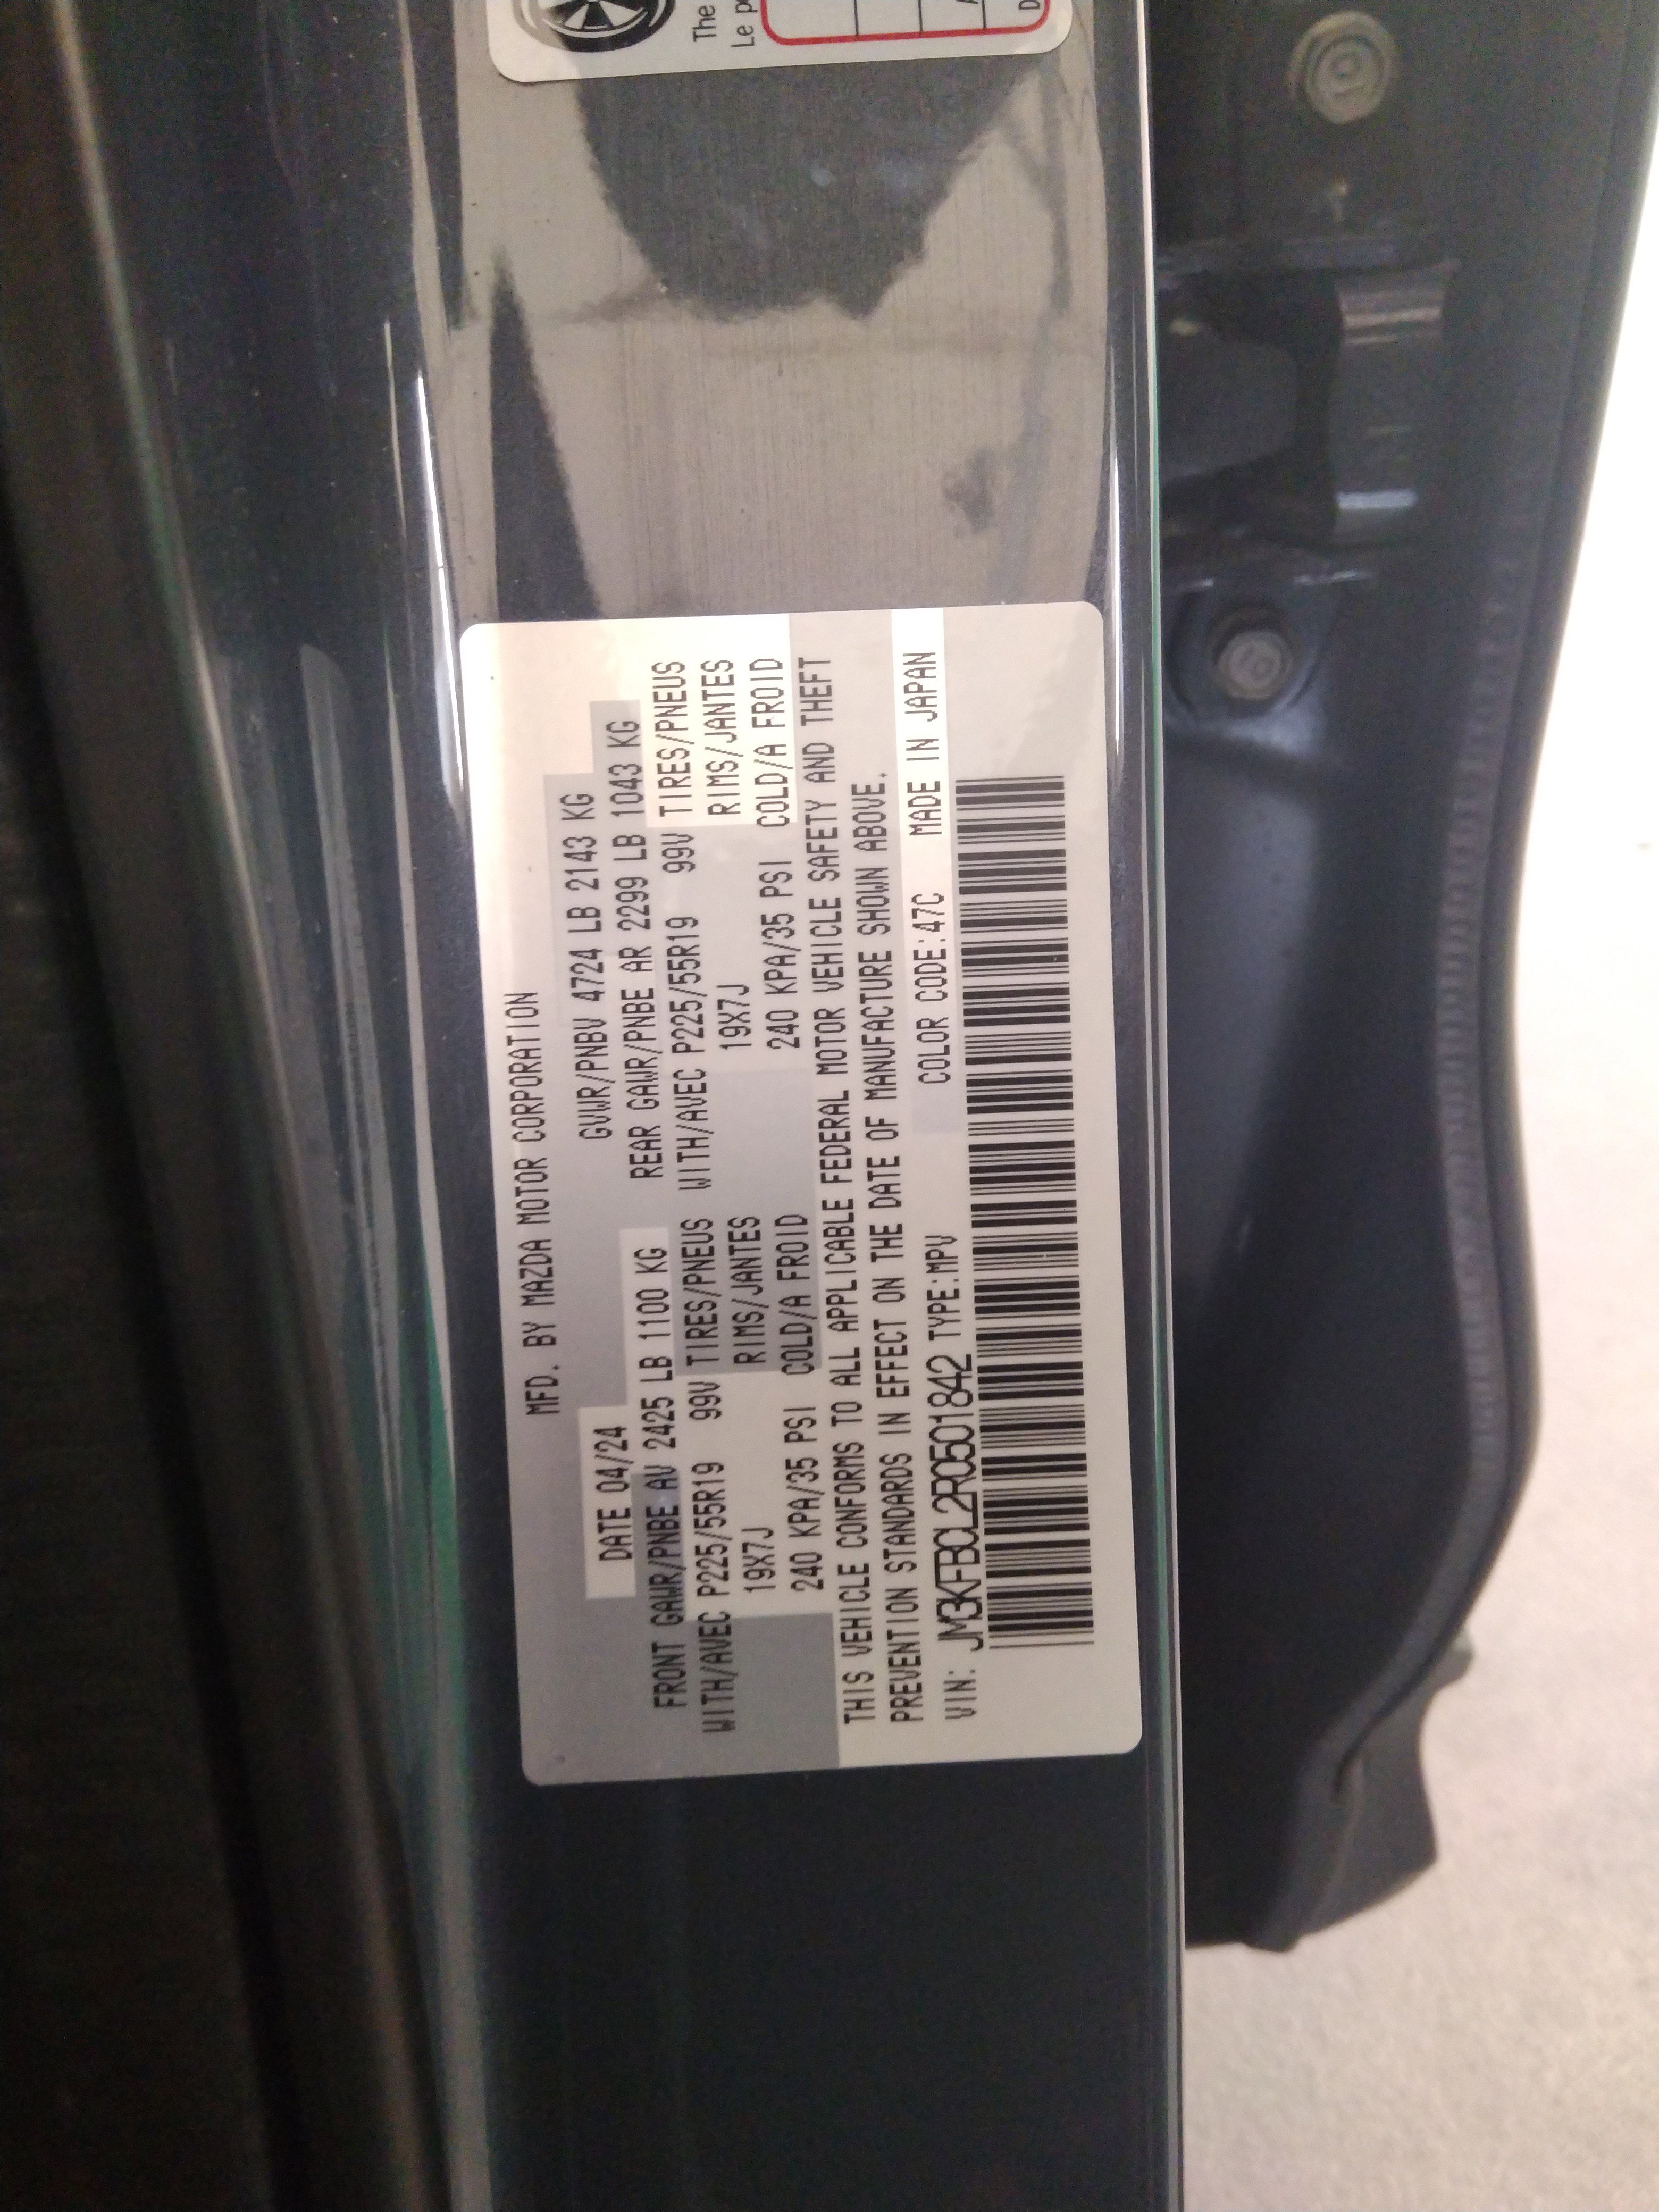 MFD. BY MAZDA MOTOR CORPORATION
DATE 04/24 GVWR/PNBV 4724 LB 2143 KG
FRONT GAWR/PNBE AV 2425 LB 1100 KG REAR GAWR/PNBE AR 2299 LB 1043 KG
WITH/AVEC P225/55R19 99V TIRES/PNEUS WITH/AVEC P225/55R19 99V TIRES/PNEUS
19X7J RIMS/JANTES 19X7J RIMS/JANTES
240 KPA/35 PSI COLD/A FROID 240 KPA/35 PSI COLD/A FROID
THIS VEHICLE CONFORMS TO ALL APPLICABLE FEDERAL MOTOR VEHICLE SAFETY AND THEFT
PREVENTION STANDARDS IN EFFECT ON THE DATE OF MANUFACTURE SHOWN ABOVE.
VIN: JM3KFBCL2R0501842 TYPE:MPV COLOR CODE:47C MADE IN JAPAN
The
Le